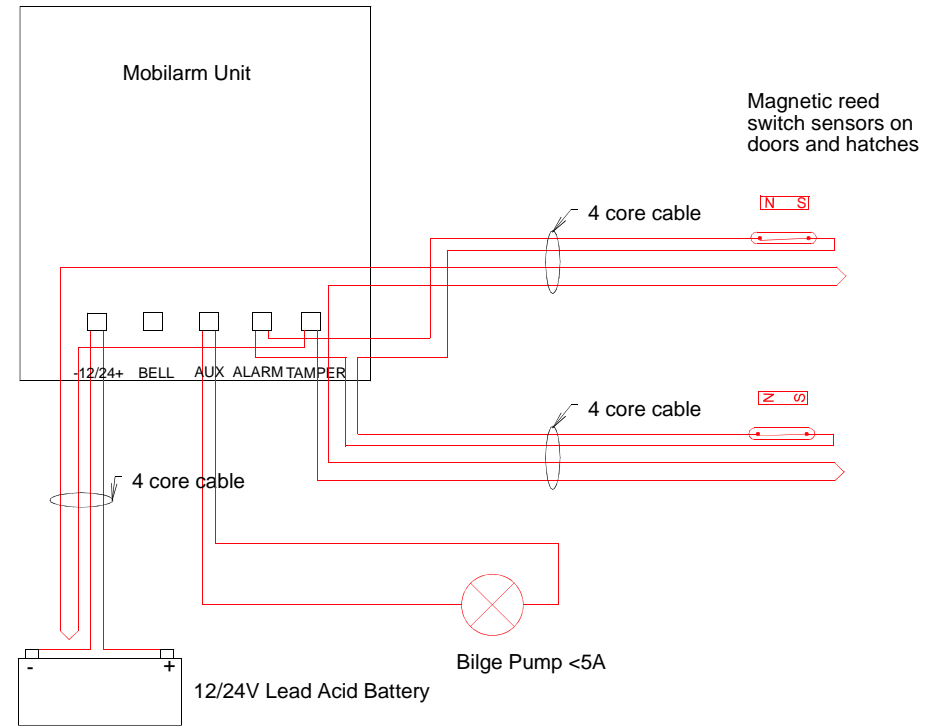 Mobilarm Unit
Magnetic reed
switch sensors on
doors and hatches
N S
4 core cable
-12/24+ BELL AUX ALARM TAMPER
N S
4 core cable
4 core cable
Bilge Pump <5A
- +
12/24V Lead Acid Battery